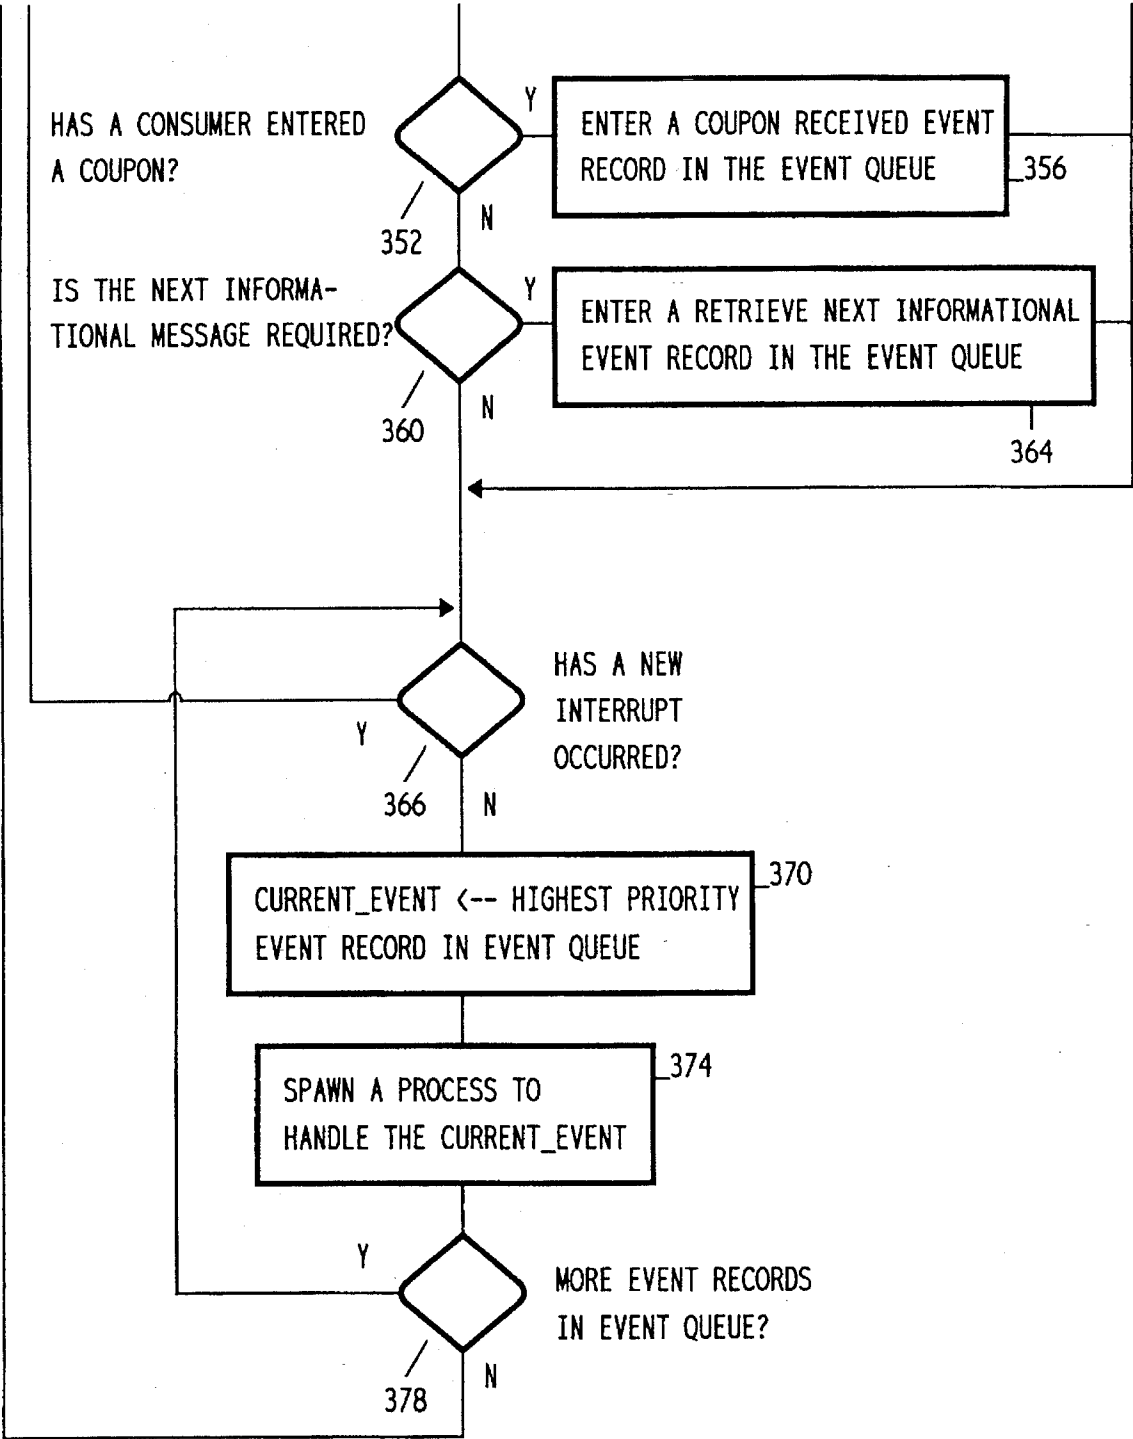 HAS A CONSUMER ENTERED
A COUPON?
Y
ENTER A COUPON RECEIVED EVENT
RECORD IN THE EVENT QUEUE
356
352
N
IS THE NEXT INFORMA-
TIONAL MESSAGE REQUIRED?
Y
ENTER A RETRIEVE NEXT INFORMATIONAL
EVENT RECORD IN THE EVENT QUEUE
360
N
364
HAS A NEW
INTERRUPT
OCCURRED?
Y
366
N
CURRENT_EVENT <-- HIGHEST PRIORITY
EVENT RECORD IN EVENT QUEUE
370
SPAWN A PROCESS TO
HANDLE THE CURRENT_EVENT
374
Y
MORE EVENT RECORDS
IN EVENT QUEUE?
378
N